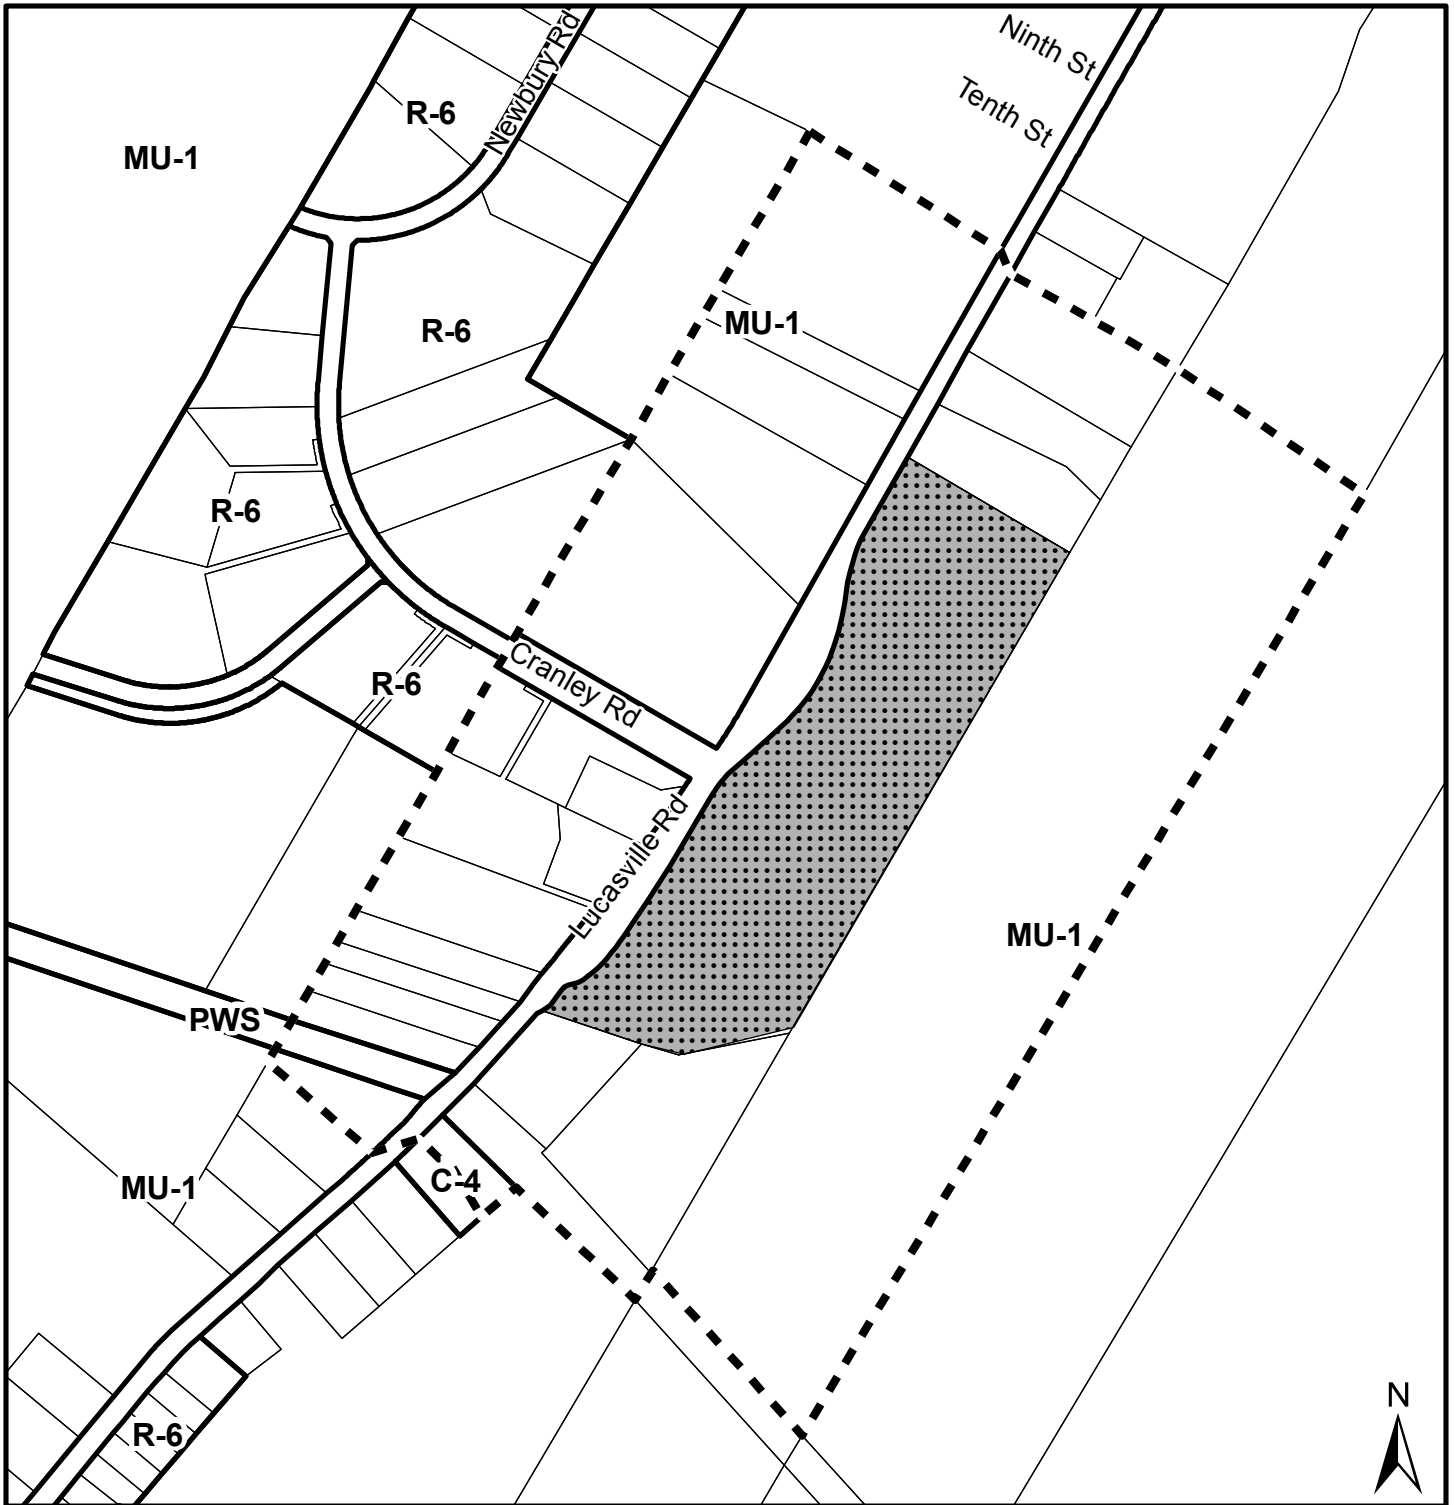 Ninth St
Newbury Rd
Tenth St
R-6
MU-1
R-6
MU-1
R-6
Cranley Rd
R-6
Lucasville Rd
MU-1
PWS
C-4
MU-1
N
R-6